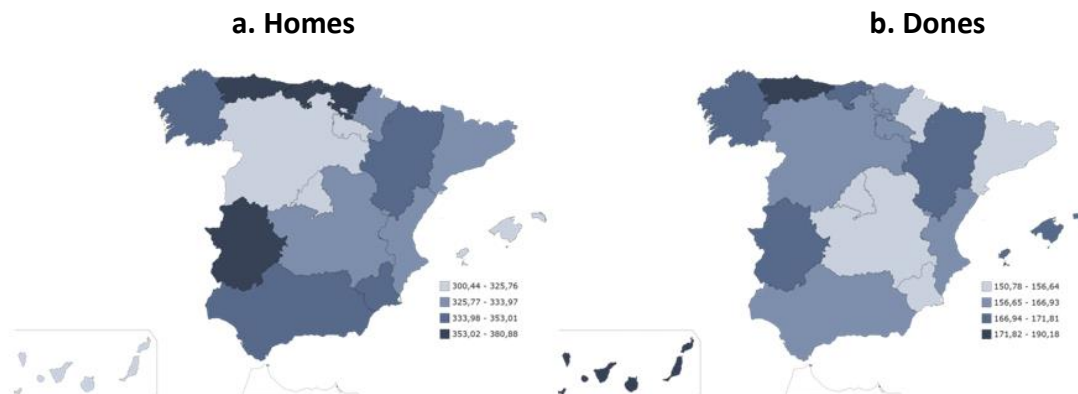 a. Homes
b. Dones
300,44 - 325,76
325,77 - 333,97
333,98 - 353,01
353,02 - 380,88
150,78 - 156,64
156,65 - 166,93
166,94 - 171,81
171,82 - 190,18